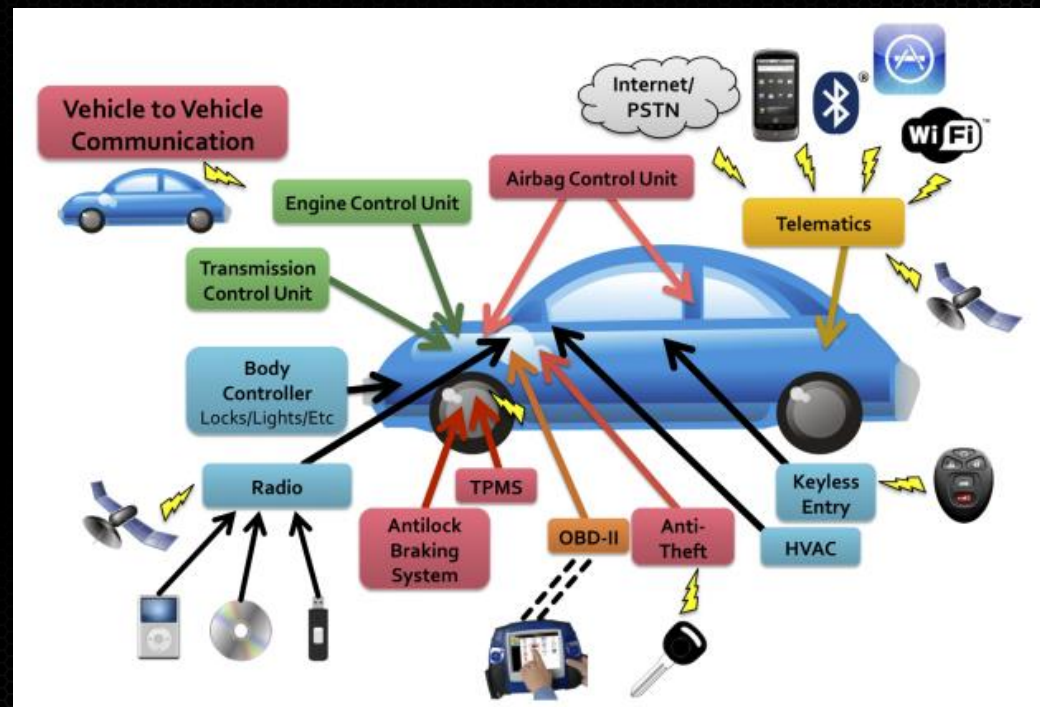 Vehicle to Vehicle
Communication
Internet/
PSTN
®
WiFi™
Engine Control Unit
Airbag Control Unit
Telematics
Transmission
Control Unit
Body
Controller
Locks/Lights/Etc
Radio
TPMS
Antilock
Braking
System
OBD-II
Anti-
Theft
Keyless
Entry
HVAC